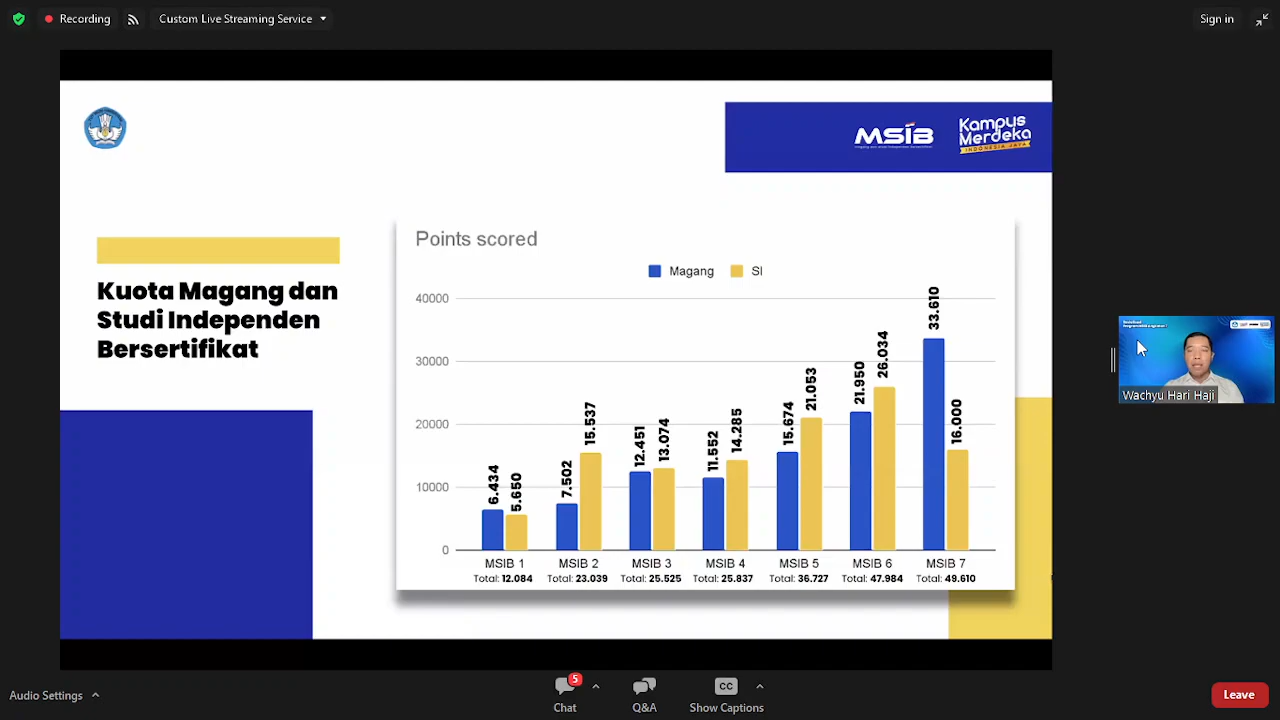 Recording
Custom Live Streaming Service
Sign in
MSIB
Kampus
Merdeka
INDONESIA JAYA
Kuota Magang dan
Studi Independen
Bersertifikat
Points scored
Magang
SI
40000
30000
20000
10000
0
6.434
5.650
7.502
15.537
12.451
13.074
11.552
14.285
15.674
21.053
21.950
26.034
33.610
16.000
MSIB 1
MSIB 2
MSIB 3
MSIB 4
MSIB 5
MSIB 6
MSIB 7
Total: 12.084
Total: 23.039
Total: 25.525
Total: 25.837
Total: 36.727
Total: 47.984
Total: 49.610
Wachyu Hari Haji
Audio Settings
5
Chat
Q&A
CC
Show Captions
Leave